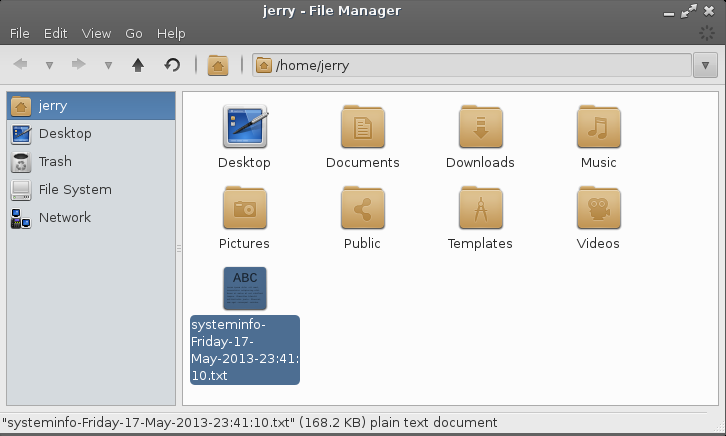 jerry - File Manager
File Edit View Go Help
/home/jerry
jerry
Desktop
Trash
File System
Network
Desktop Documents Downloads Music
Pictures Public Templates Videos
ABC
systeminfo-
Friday-17-
May-2013-23:41:
10.txt
"systeminfo-Friday-17-May-2013-23:41:10.txt" (168.2 KB) plain text document